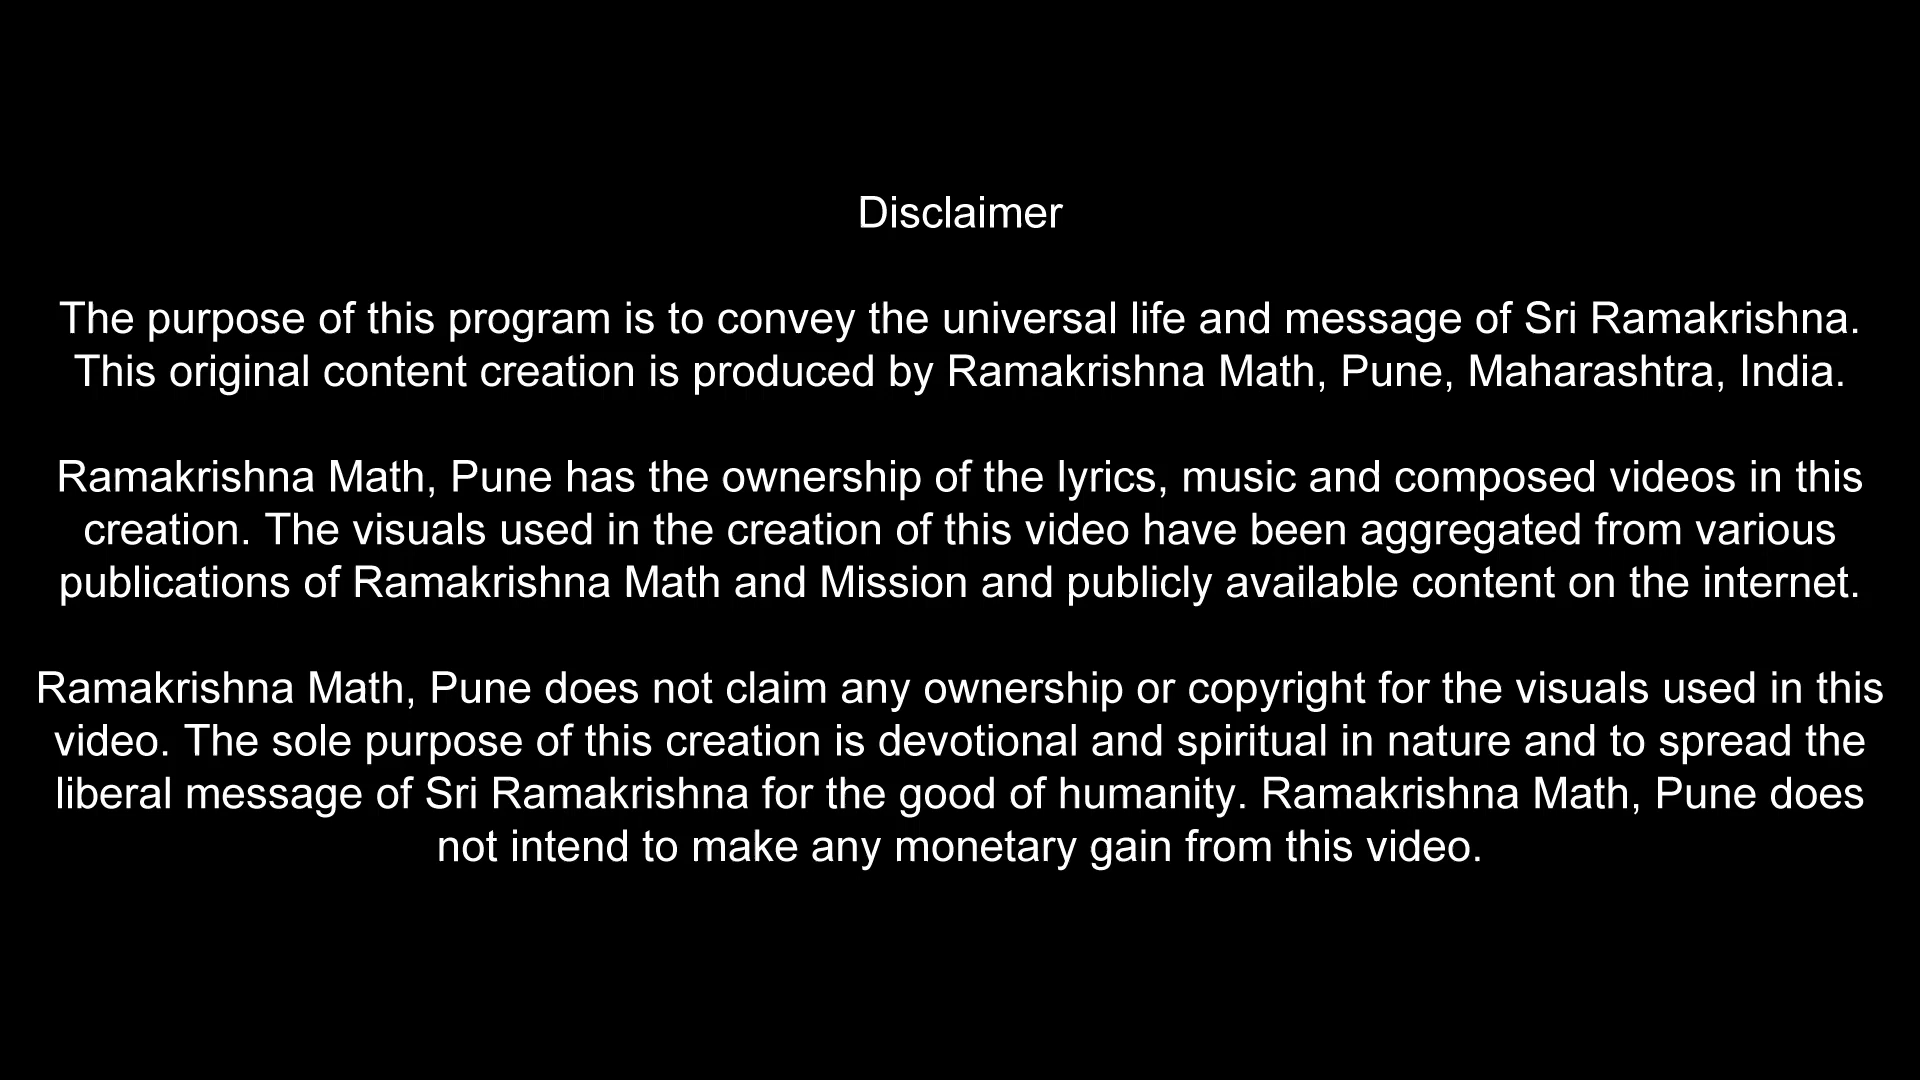 Disclaimer
The purpose of this program is to convey the universal life and message of Sri Ramakrishna.
This original content creation is produced by Ramakrishna Math, Pune, Maharashtra, India.
Ramakrishna Math, Pune has the ownership of the lyrics, music and composed videos in this
creation. The visuals used in the creation of this video have been aggregated from various
publications of Ramakrishna Math and Mission and publicly available content on the internet.
Ramakrishna Math, Pune does not claim any ownership or copyright for the visuals used in this
video. The sole purpose of this creation is devotional and spiritual in nature and to spread the
liberal message of Sri Ramakrishna for the good of humanity. Ramakrishna Math, Pune does
not intend to make any monetary gain from this video.